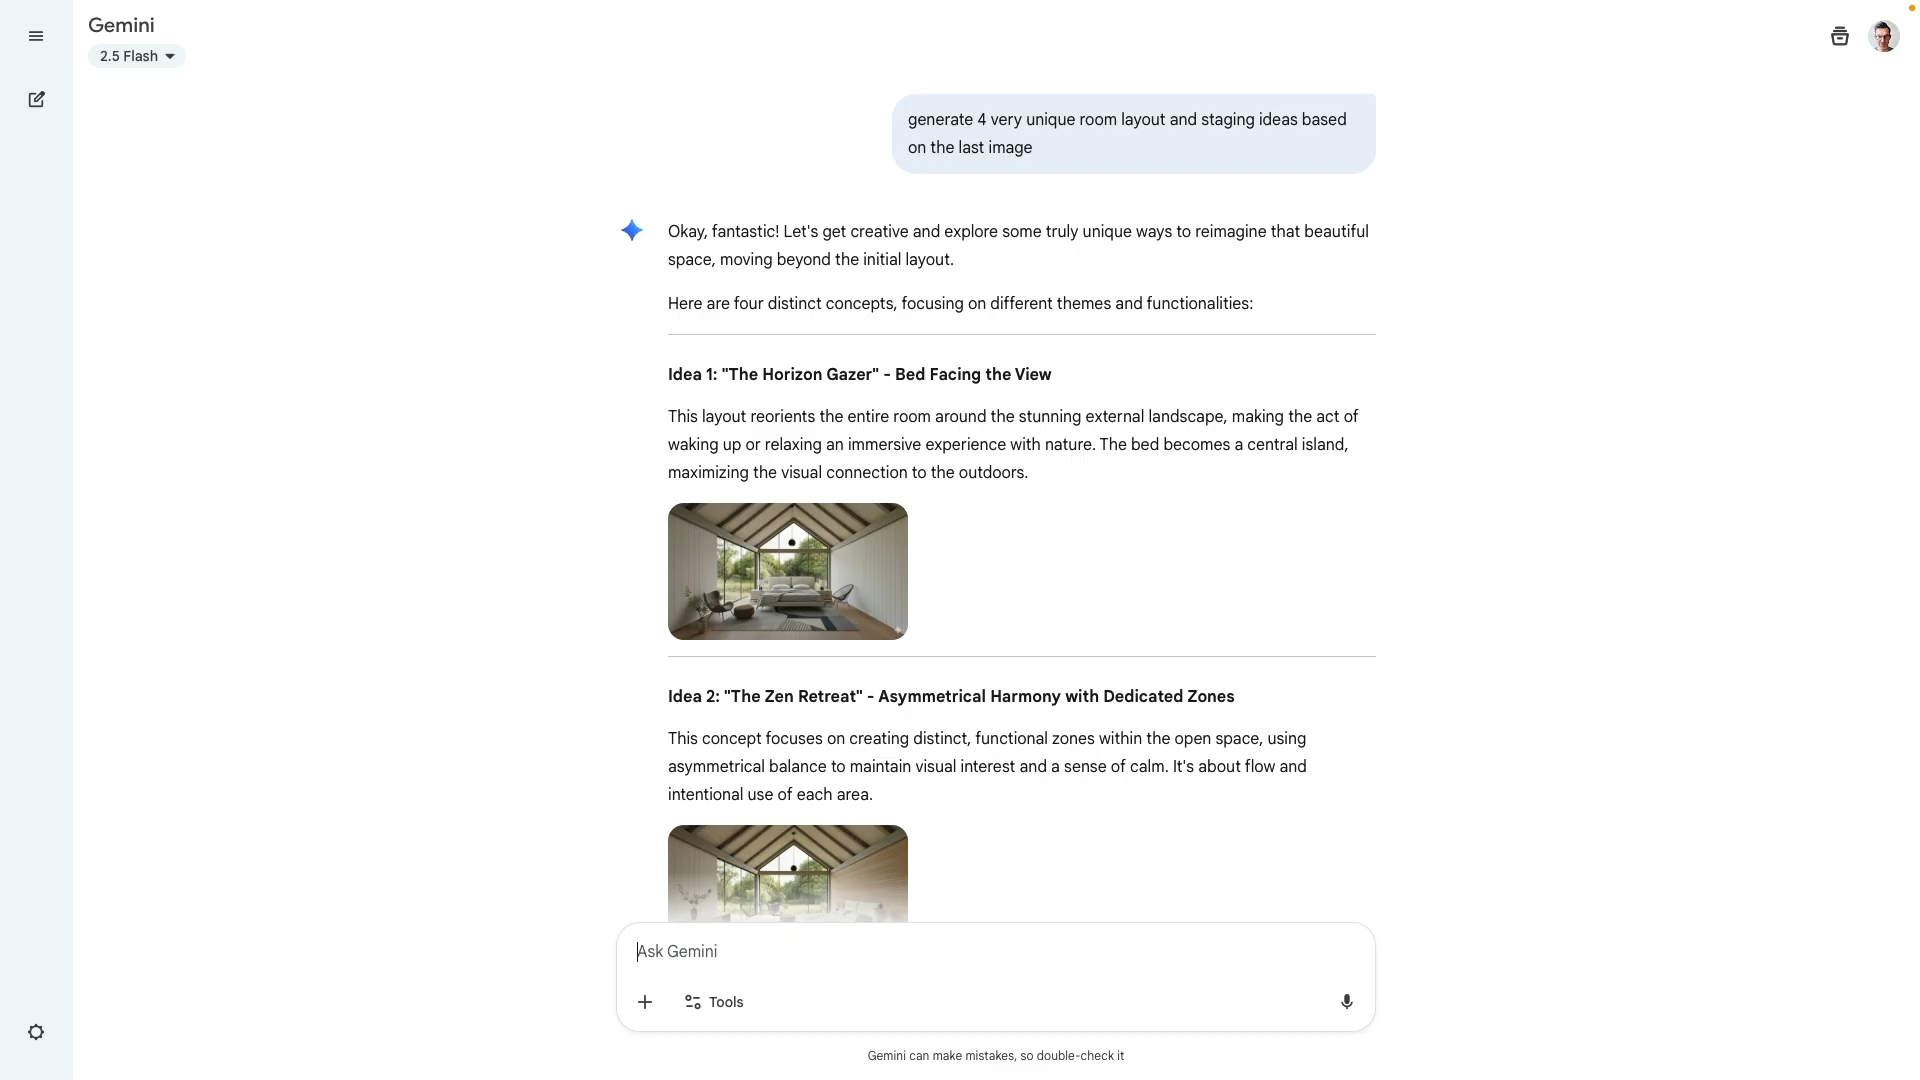 Gemini
2.5 Flash
generate 4 very unique room layout and staging ideas based
on the last image
Okay, fantastic! Let's get creative and explore some truly unique ways to reimagine that beautiful
space, moving beyond the initial layout.
Here are four distinct concepts, focusing on different themes and functionalities:
Idea 1: "The Horizon Gazer" - Bed Facing the View
This layout reorients the entire room around the stunning external landscape, making the act of
waking up or relaxing an immersive experience with nature. The bed becomes a central island,
maximizing the visual connection to the outdoors.
Idea 2: "The Zen Retreat" - Asymmetrical Harmony with Dedicated Zones
This concept focuses on creating distinct, functional zones within the open space, using
asymmetrical balance to maintain visual interest and a sense of calm. It's about flow and
intentional use of each area.
Ask Gemini
Tools
Gemini can make mistakes, so double-check it